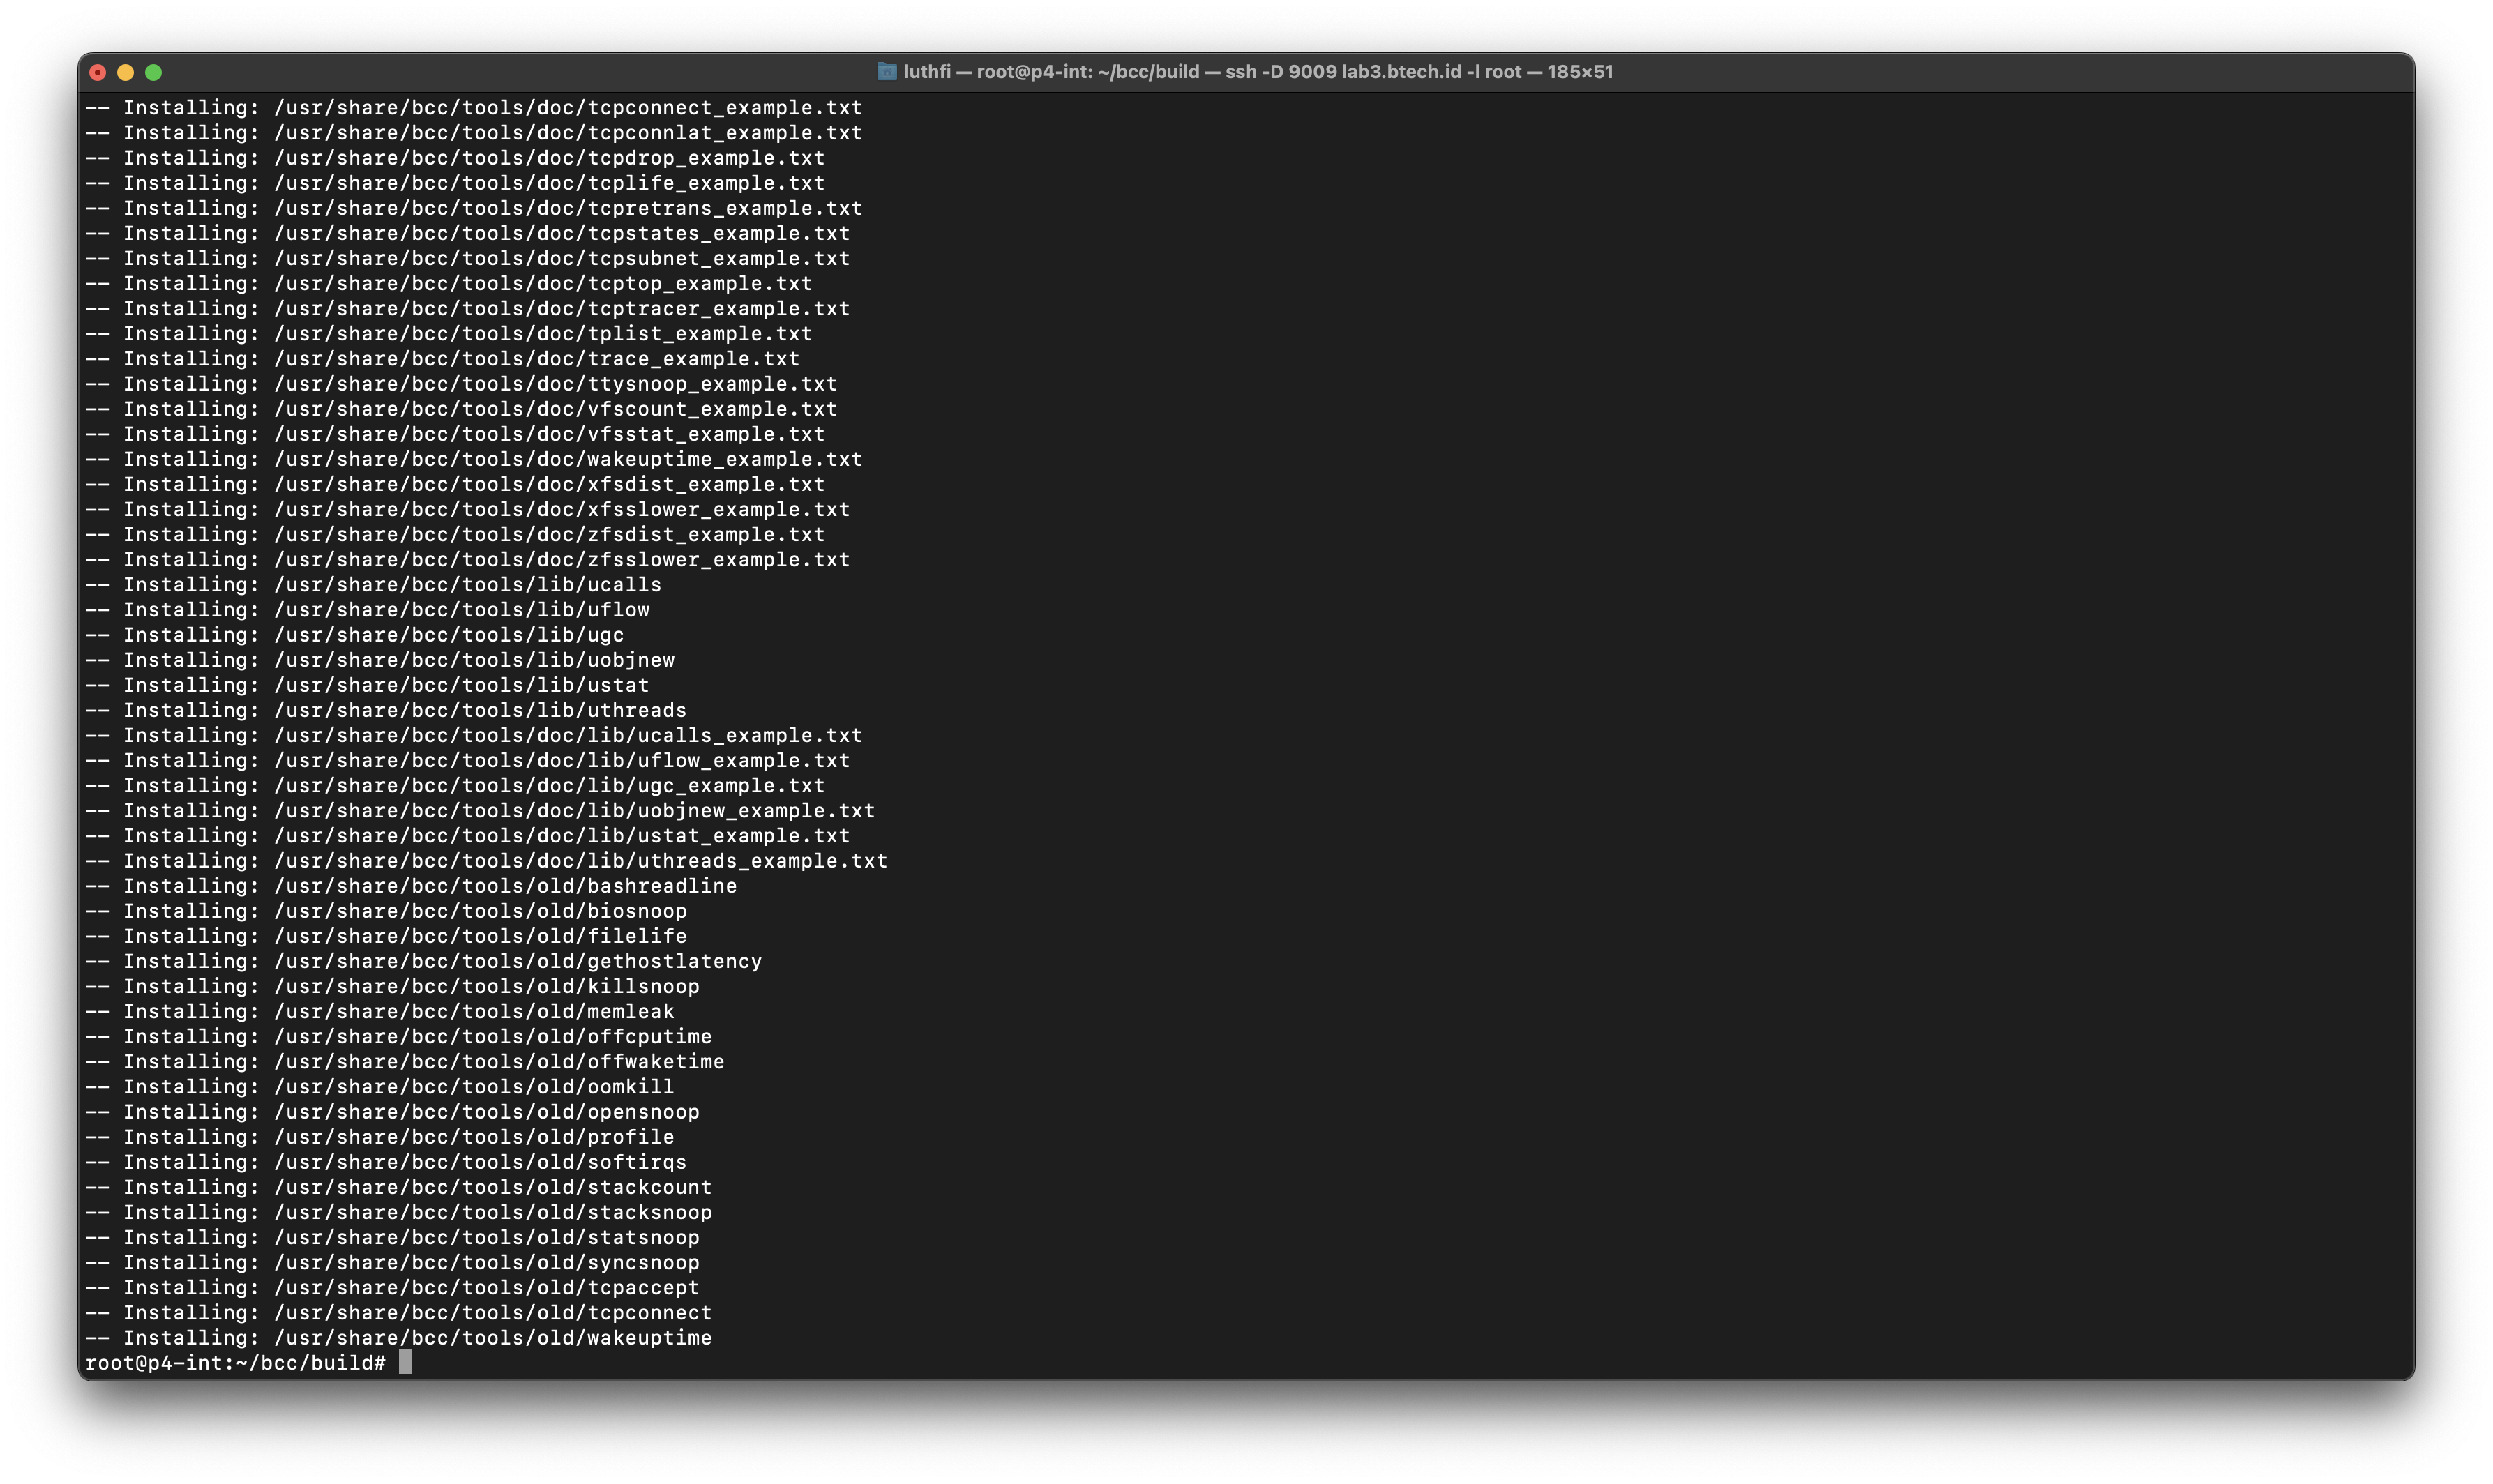 luthfi — root@p4-int: ~/bcc/build — ssh -D 9009 lab3.btech.id -l root — 185×51
-- Installing: /usr/share/bcc/tools/doc/tcpconnect_example.txt
-- Installing: /usr/share/bcc/tools/doc/tcpconnlat_example.txt
-- Installing: /usr/share/bcc/tools/doc/tcpdrop_example.txt
-- Installing: /usr/share/bcc/tools/doc/tcplife_example.txt
-- Installing: /usr/share/bcc/tools/doc/tcpretrans_example.txt
-- Installing: /usr/share/bcc/tools/doc/tcpstates_example.txt
-- Installing: /usr/share/bcc/tools/doc/tcpsubnet_example.txt
-- Installing: /usr/share/bcc/tools/doc/tcptop_example.txt
-- Installing: /usr/share/bcc/tools/doc/tcptracer_example.txt
-- Installing: /usr/share/bcc/tools/doc/tplist_example.txt
-- Installing: /usr/share/bcc/tools/doc/trace_example.txt
-- Installing: /usr/share/bcc/tools/doc/ttysnoop_example.txt
-- Installing: /usr/share/bcc/tools/doc/vfscount_example.txt
-- Installing: /usr/share/bcc/tools/doc/vfsstat_example.txt
-- Installing: /usr/share/bcc/tools/doc/wakeuptime_example.txt
-- Installing: /usr/share/bcc/tools/doc/xfsdist_example.txt
-- Installing: /usr/share/bcc/tools/doc/xfsslower_example.txt
-- Installing: /usr/share/bcc/tools/doc/zfsdist_example.txt
-- Installing: /usr/share/bcc/tools/doc/zfsslower_example.txt
-- Installing: /usr/share/bcc/tools/lib/ucalls
-- Installing: /usr/share/bcc/tools/lib/uflow
-- Installing: /usr/share/bcc/tools/lib/ugc
-- Installing: /usr/share/bcc/tools/lib/uobjnew
-- Installing: /usr/share/bcc/tools/lib/ustat
-- Installing: /usr/share/bcc/tools/lib/uthreads
-- Installing: /usr/share/bcc/tools/doc/lib/ucalls_example.txt
-- Installing: /usr/share/bcc/tools/doc/lib/uflow_example.txt
-- Installing: /usr/share/bcc/tools/doc/lib/ugc_example.txt
-- Installing: /usr/share/bcc/tools/doc/lib/uobjnew_example.txt
-- Installing: /usr/share/bcc/tools/doc/lib/ustat_example.txt
-- Installing: /usr/share/bcc/tools/doc/lib/uthreads_example.txt
-- Installing: /usr/share/bcc/tools/old/bashreadline
-- Installing: /usr/share/bcc/tools/old/biosnoop
-- Installing: /usr/share/bcc/tools/old/filelife
-- Installing: /usr/share/bcc/tools/old/gethostlatency
-- Installing: /usr/share/bcc/tools/old/killsnoop
-- Installing: /usr/share/bcc/tools/old/memleak
-- Installing: /usr/share/bcc/tools/old/offcputime
-- Installing: /usr/share/bcc/tools/old/offwaketime
-- Installing: /usr/share/bcc/tools/old/oomkill
-- Installing: /usr/share/bcc/tools/old/opensnoop
-- Installing: /usr/share/bcc/tools/old/profile
-- Installing: /usr/share/bcc/tools/old/softirqs
-- Installing: /usr/share/bcc/tools/old/stackcount
-- Installing: /usr/share/bcc/tools/old/stacksnoop
-- Installing: /usr/share/bcc/tools/old/statsnoop
-- Installing: /usr/share/bcc/tools/old/syncsnoop
-- Installing: /usr/share/bcc/tools/old/tcpaccept
-- Installing: /usr/share/bcc/tools/old/tcpconnect
-- Installing: /usr/share/bcc/tools/old/wakeuptime
root@p4-int:~/bcc/build#